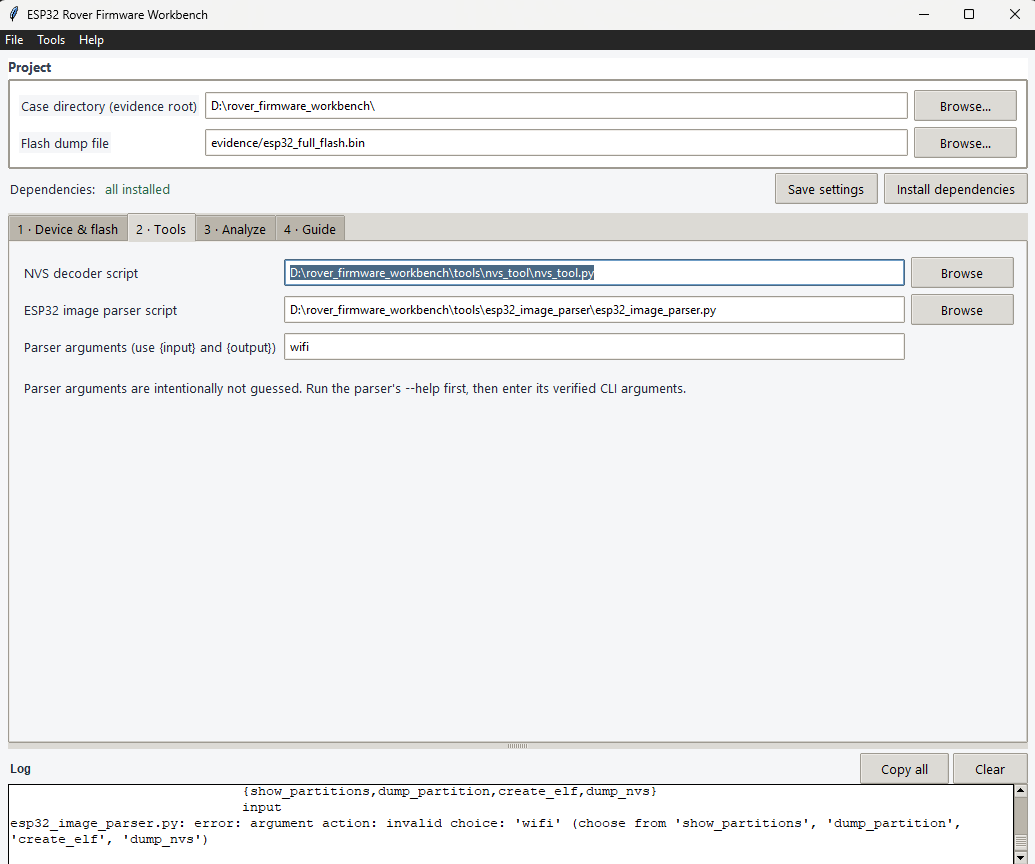 ESP32 Rover Firmware Workbench
File Tools Help
Project
Case directory (evidence root) D:\rover_firmware_workbench\ Browse...
Flash dump file evidence/esp32_full_flash.bin Browse...
Dependencies: all installed Save settings Install dependencies
1 · Device & flash 2 · Tools 3 · Analyze 4 · Guide
NVS decoder script D:\rover_firmware_workbench\tools\nvs_tool\nvs_tool.py Browse
ESP32 image parser script D:\rover_firmware_workbench\tools\esp32_image_parser\esp32_image_parser.py Browse
Parser arguments (use {input} and {output}) wifi
Parser arguments are intentionally not guessed. Run the parser's --help first, then enter its verified CLI arguments.
Log Copy all Clear
{show_partitions,dump_partition,create_elf,dump_nvs}
input
esp32_image_parser.py: error: argument action: invalid choice: 'wifi' (choose from 'show_partitions', 'dump_partition',
'create_elf', 'dump_nvs')